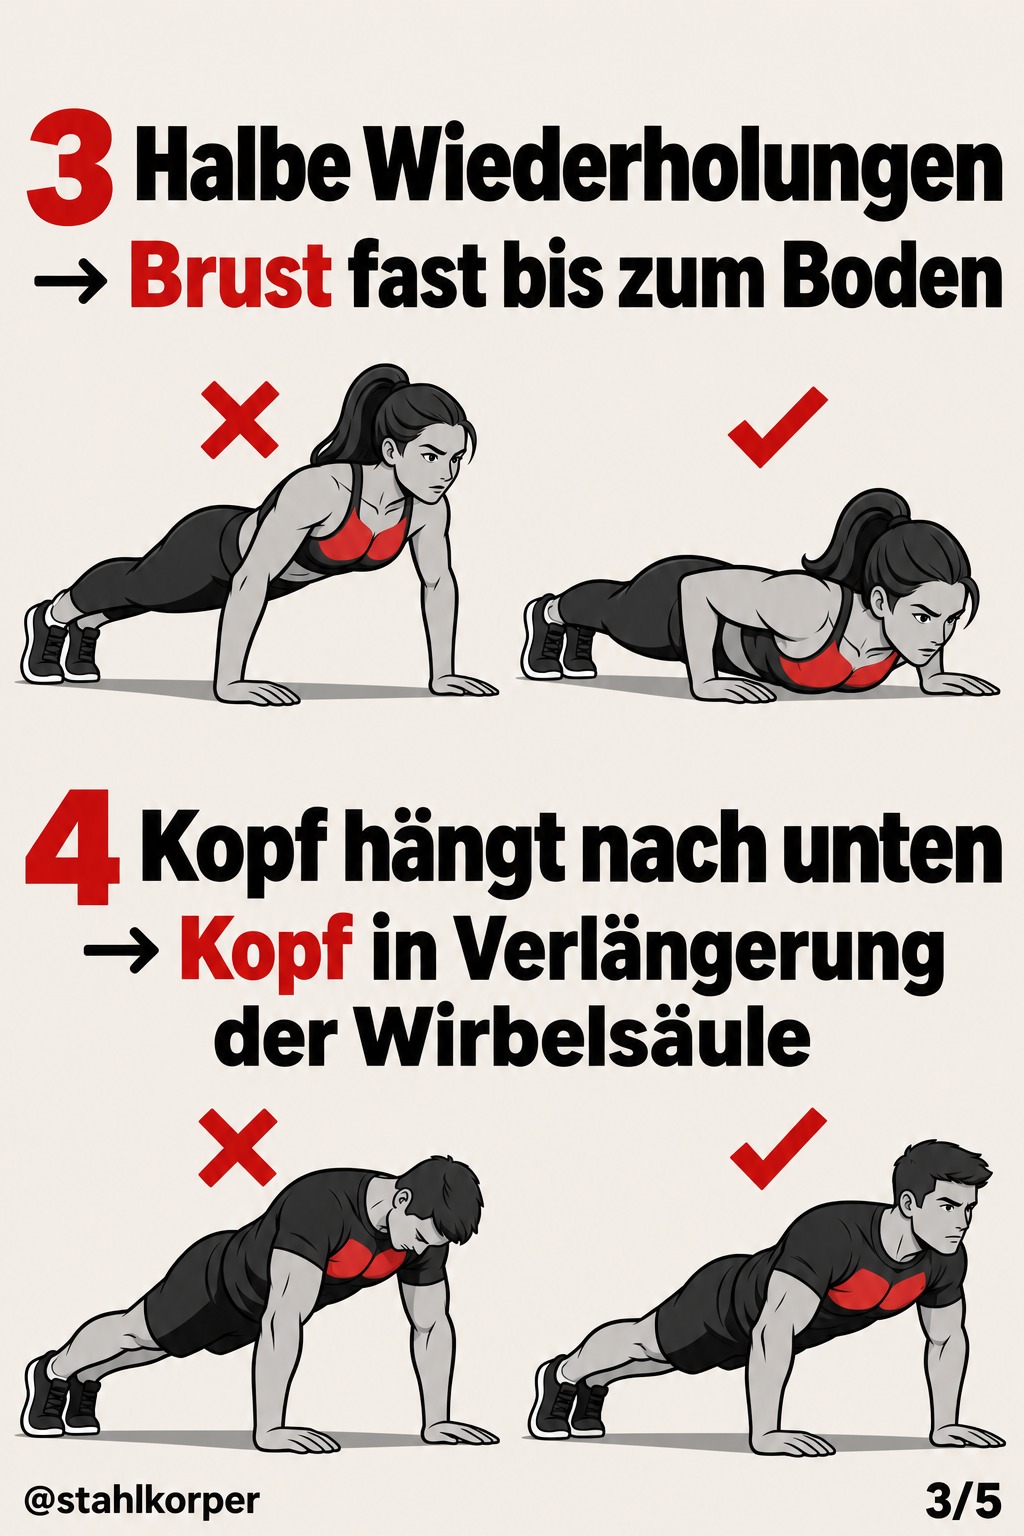 3 Halbe Wiederholungen
→ Brust fast bis zum Boden
4 Kopf hängt nach unten
→ Kopf in Verlängerung
der Wirbelsäule
@stahlkorper
3/5